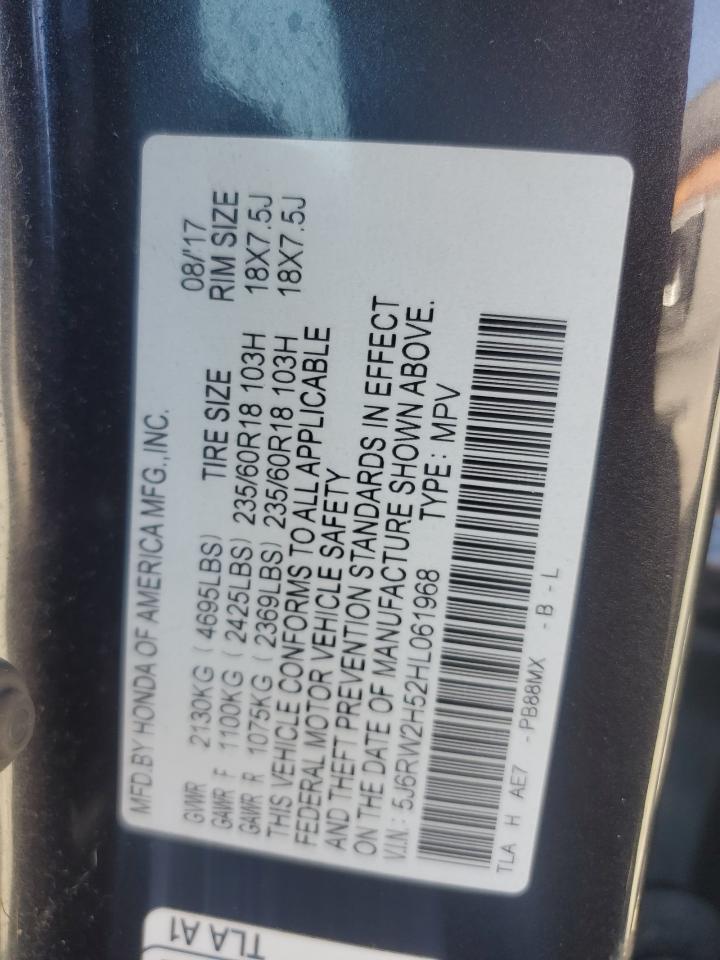 MFD.BY HONDA OF AMERICA MFG.,INC. 08/'17
GVWR 2130KG (4695LBS) TIRE SIZE RIM SIZE
GAWR F 1100KG (2425LBS) 235/60R18 103H 18X7.5J
GAWR R 1075KG (2369LBS) 235/60R18 103H 18X7.5J
THIS VEHICLE CONFORMS TO ALL APPLICABLE
FEDERAL MOTOR VEHICLE SAFETY
AND THEFT PREVENTION STANDARDS IN EFFECT
ON THE DATE OF MANUFACTURE SHOWN ABOVE.
V.I.N.: 5J6RW2H52HL061968 TYPE: MPV
TLA H AE7 -PB88MX -B-L
TLA A1